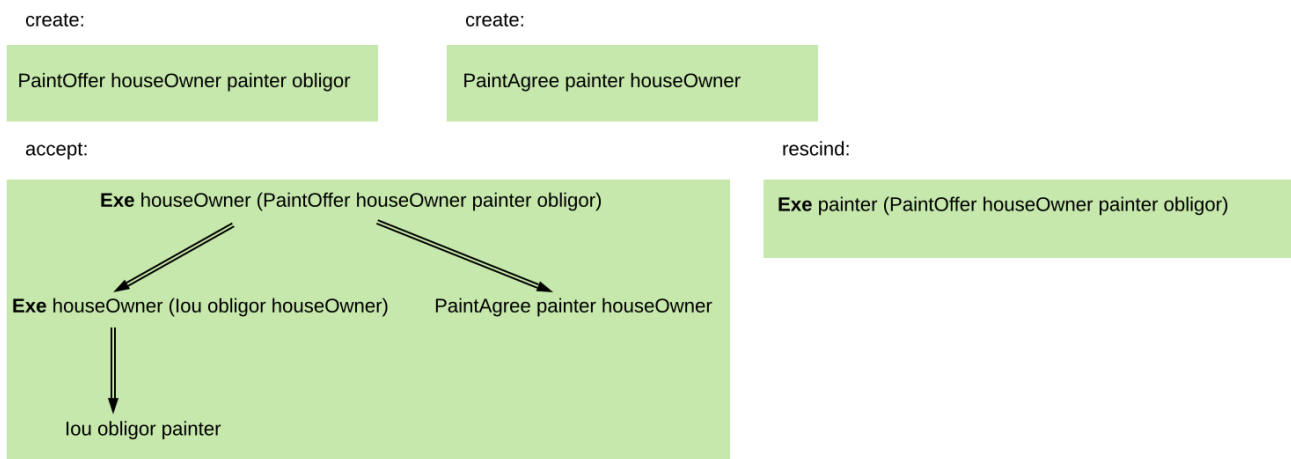 create:
create:
PaintOffer houseOwner painter obligor
PaintAgree painter houseOwner
accept:
rescind:
Exe houseOwner (PaintOffer houseOwner painter obligor)
Exe painter (PaintOffer houseOwner painter obligor)
Exe houseOwner (Iou obligor houseOwner)
PaintAgree painter houseOwner
Iou obligor painter